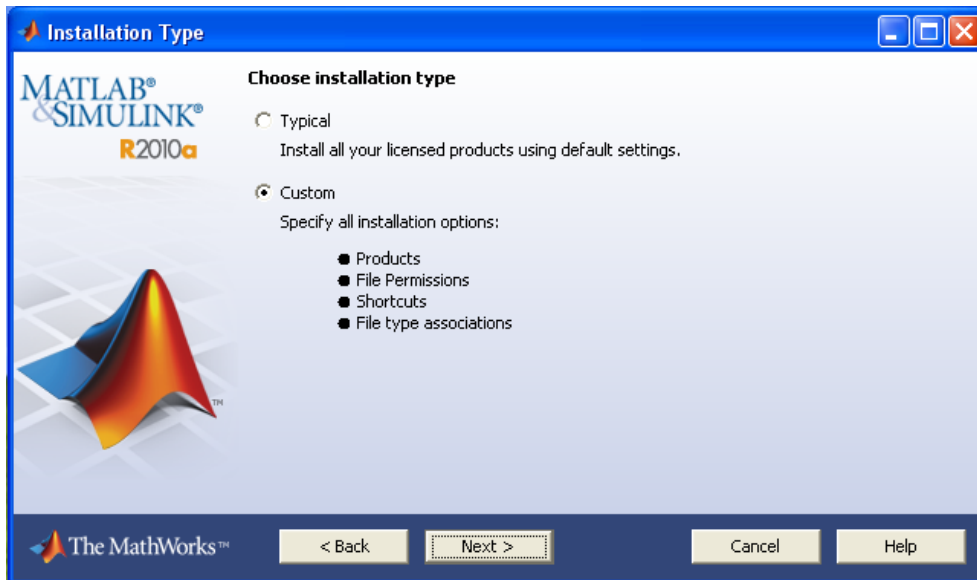 Installation Type
MATLAB®
&SIMULINK®
R2010a
Choose installation type
Typical
Install all your licensed products using default settings.
Custom
Specify all installation options:
● Products
● File Permissions
● Shortcuts
● File type associations
TM
The MathWorks™
< Back
Next >
Cancel
Help